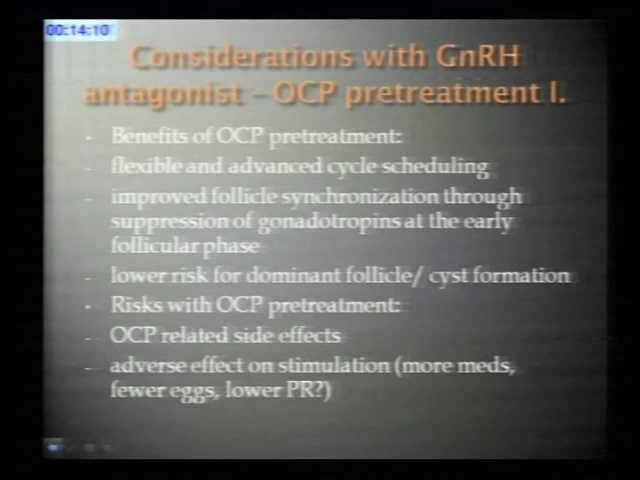 00:14:10
Considerations with GnRH
antagonist – OCP pretreatment I.
- Benefits of OCP pretreatment:
- flexible and advanced cycle scheduling
- improved follicle synchronization through
suppression of gonadotropins at the early
follicular phase
- lower risk for dominant follicle/ cyst formation
• Risks with OCP pretreatment:
- OCP related side effects
- adverse effect on stimulation (more meds,
fewer eggs, lower PR?)